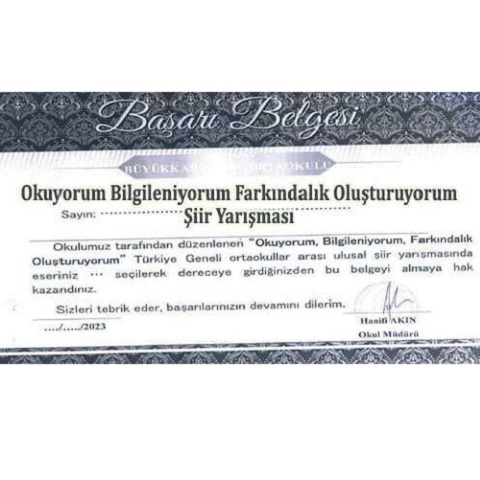 Başarı Belgesi
BÜYÜKKA
OKULU
Okuyorum Bilgileniyorum Farkındalık Oluşturuyorum
Sayın: Şiir Yarışması
Okulumuz tarafından düzenlenen "Okuyorum, Bilgileniyorum, Farkındalık
Oluşturuyorum" Türkiye Geneli ortaokullar arası ulusal şiir yarışmasında
eseriniz ... seçilerek dereceye girdiğinizden bu belgeyi almaya hak
kazandınız.
Sizleri tebrik eder, başarılarınızın devamını dilerim.
..../...../2023
Hanifi AKIN
Okul Müdürü